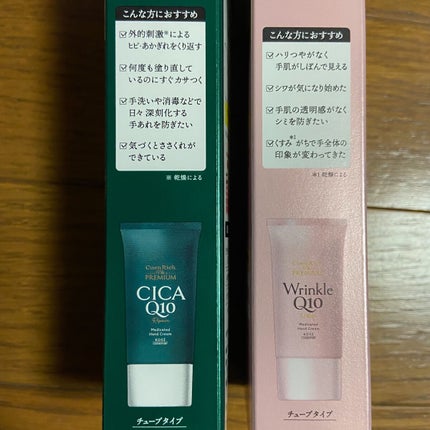 こんな方におすすめ
外的刺激※による
ヒビ・あかぎれをくり返す
何度も塗り直して
いるのにすぐカサつく
手洗いや消毒などで
日々深刻化する
手あれを防ぎたい
気づくとささくれが
できている
※ 乾燥による
CICA
Q10
Medicated
Hand Cream
KOSÉ
COSMEPORT
チューブタイプ
こんな方におすすめ
ハリつやがなく
手肌がしぼんで見える
シワが気になり始めた
手肌の透明感がなく
シミを防ぎたい
くすみ※1がちで手全体の
印象が変わってきた
※1 乾燥による
PREMIUM
Wrinkle
Q10
Medicated
Hand Cream
KOSÉ
COSMEPORT
チューブタイプ